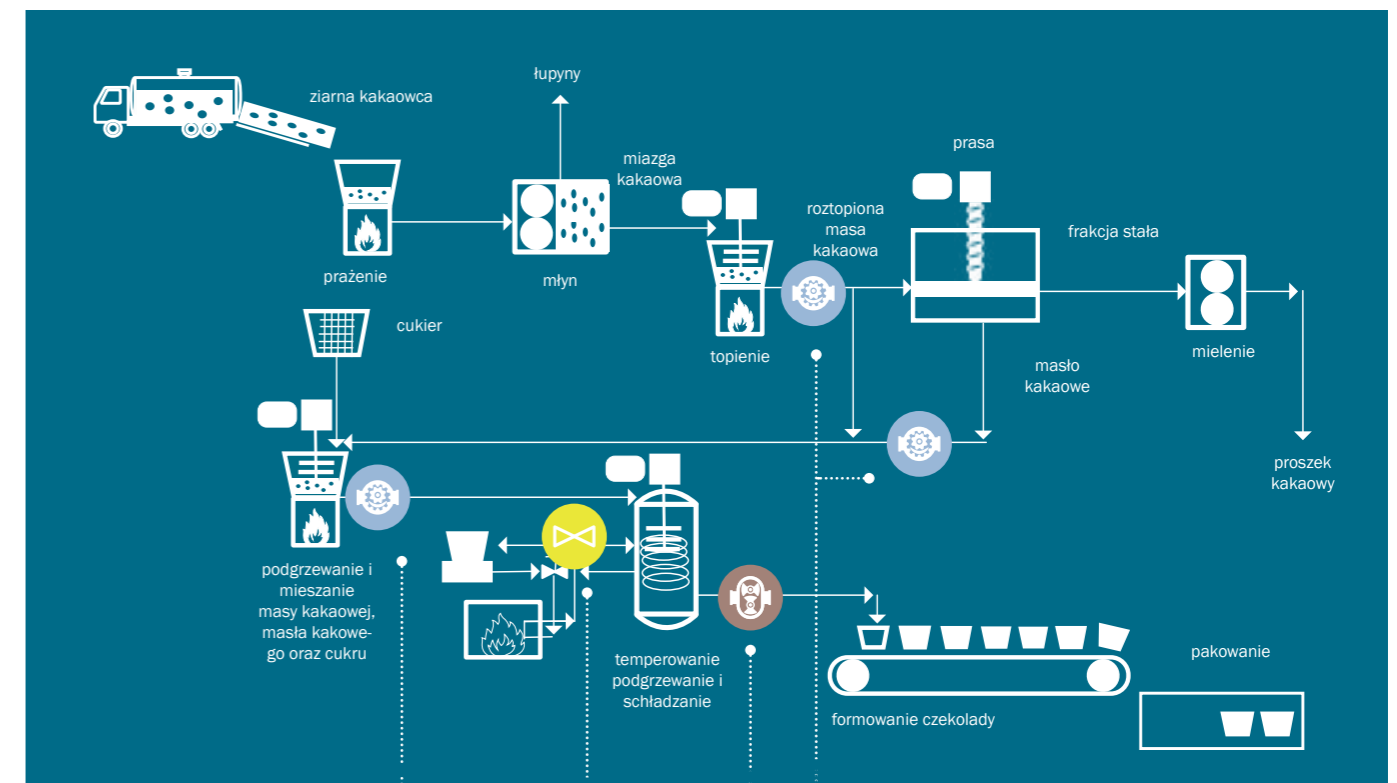 łupyny
ziarna kakaowca
prasa
miazga
kakaowa
roztopiona
masa
kakaowa
frakcja stała
prażenie
młyn
cukier
topienie
mielenie
masło
kakaowe
proszek
kakaowy
podgrzewanie i
mieszanie
masy kakaowej,
masła kakowe-
go oraz cukru
temperowanie
podgrzewanie i
schładzanie
pakowanie
formowanie czekolady